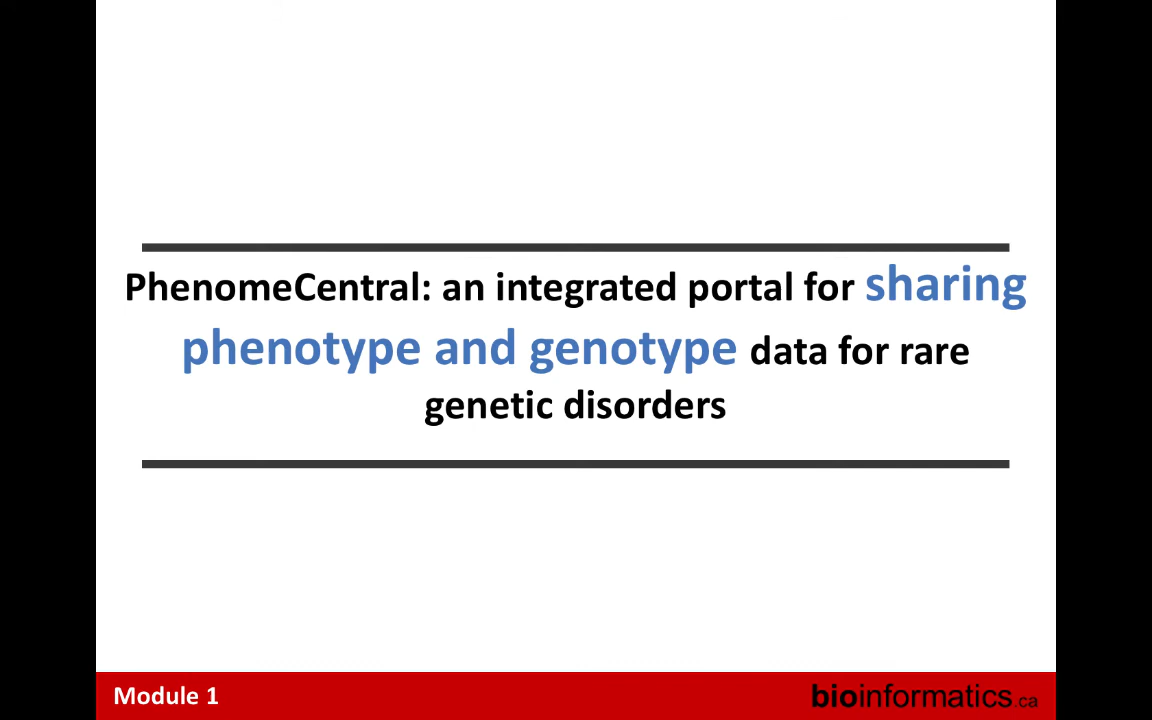 PhenomeCentral: an integrated portal for sharing
phenotype and genotype data for rare
genetic disorders
Module 1
bioinformatics.ca